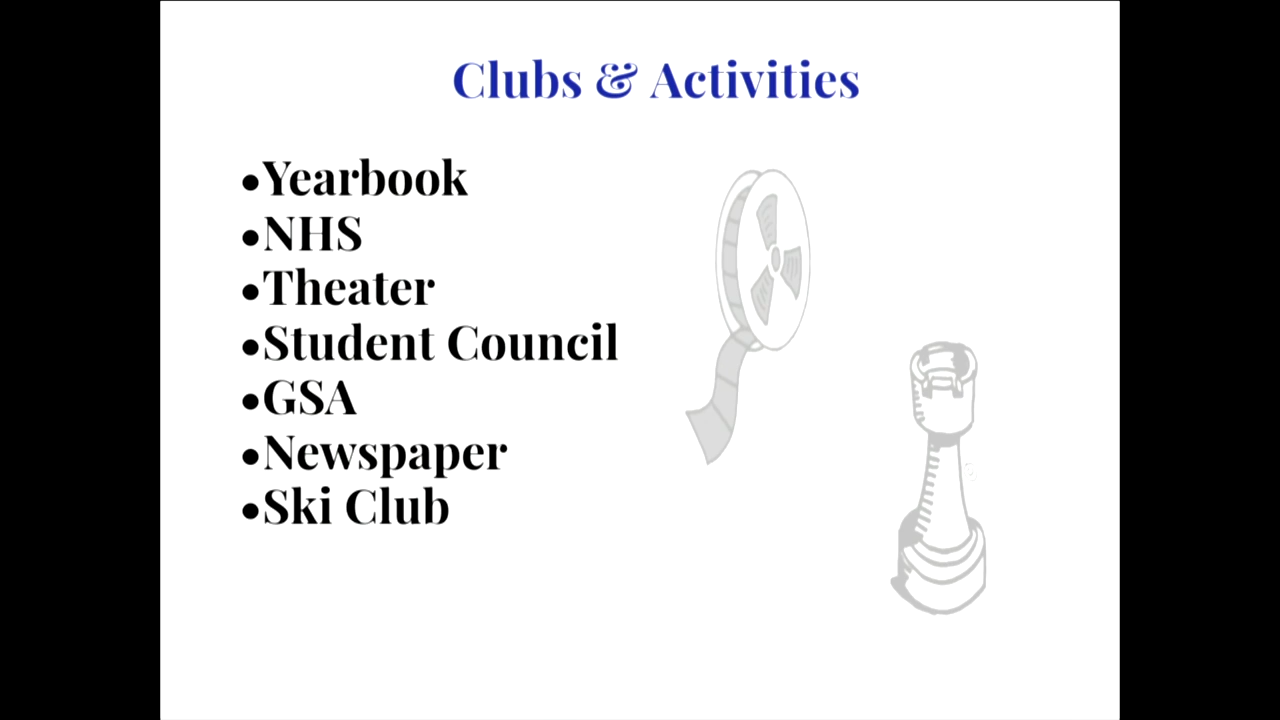 Clubs & Activities
•Yearbook
•NHS
•Theater
•Student Council
•GSA
•Newspaper
•Ski Club